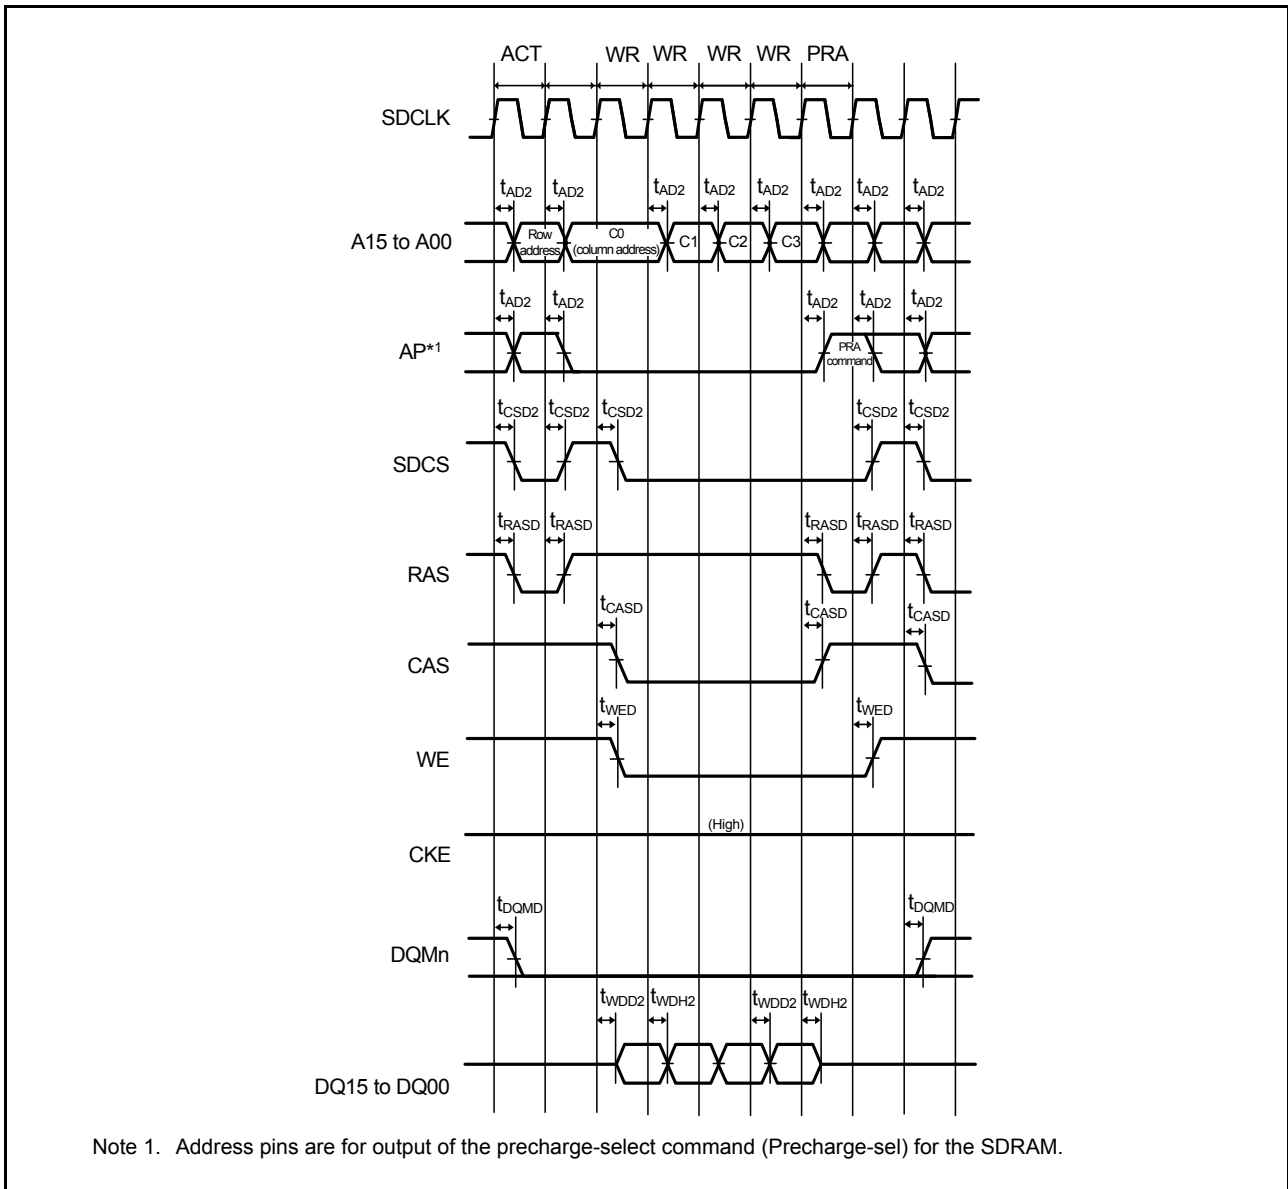 ACT WR WR WR WR PRA
SDCLK
tAD2 tAD2 tAD2 tAD2 tAD2 tAD2 tAD2 tAD2
A15 to A00
Row address
C0 (column address)
C1 C2 C3
tAD2 tAD2 tAD2 tAD2 tAD2
AP*1
PRA command
tCSD2 tCSD2 tCSD2 tCSD2 tCSD2
SDCS
tRASD tRASD tRASD tRASD tRASD
RAS
tCASD tCASD tCASD
CAS
tWED tWED
WE
(High)
CKE
tDQMD tDQMD
DQMn
tWDD2 tWDH2 tWDD2 tWDH2
DQ15 to DQ00
Note 1. Address pins are for output of the precharge-select command (Precharge-sel) for the SDRAM.